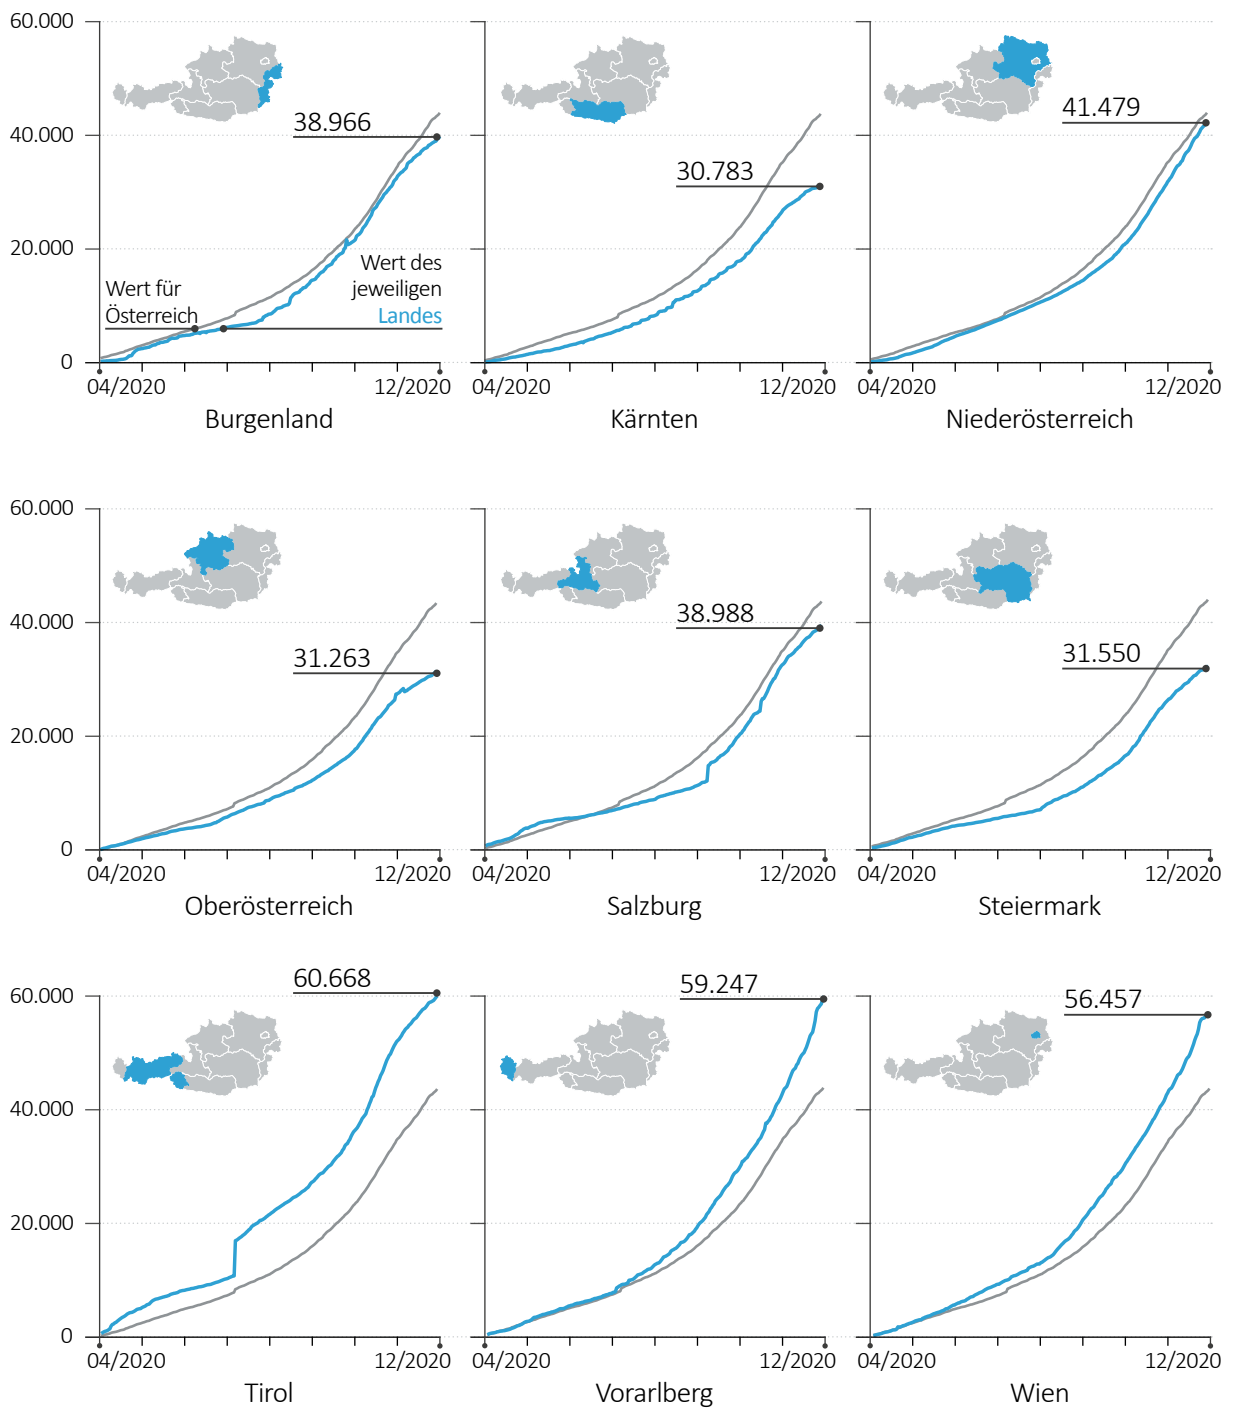 60.000
40.000
20.000
0
38.966
Wert für
Österreich
Wert des
jeweiligen
Landes
04/2020
12/2020
Burgenland
30.783
04/2020
12/2020
Kärnten
41.479
04/2020
12/2020
Niederösterreich
60.000
40.000
20.000
0
31.263
04/2020
12/2020
Oberösterreich
38.988
04/2020
12/2020
Salzburg
31.550
04/2020
12/2020
Steiermark
60.000
40.000
20.000
0
60.668
04/2020
12/2020
Tirol
59.247
04/2020
12/2020
Vorarlberg
56.457
04/2020
12/2020
Wien